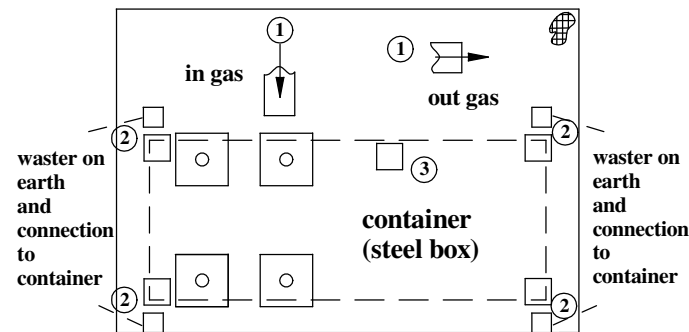 1
1
in gas
out gas
2
2
waster on
earth
and
connection
to
container
waster on
earth
and
connection
to
container
3
container
(steel box)
2
2